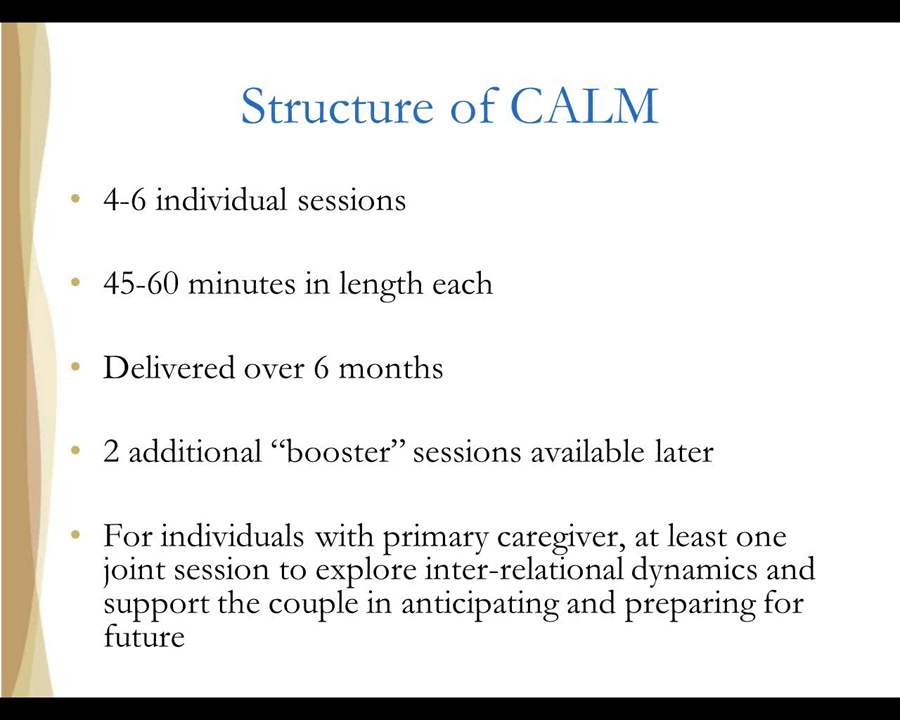 Structure of CALM
• 4-6 individual sessions
• 45-60 minutes in length each
• Delivered over 6 months
• 2 additional “booster” sessions available later
• For individuals with primary caregiver, at least one
joint session to explore inter-relational dynamics and
support the couple in anticipating and preparing for
future